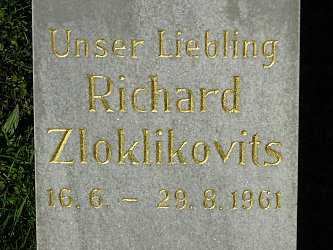 Unser Liebling
Richard
Zloklikovits
16.6. – 29.8.1961